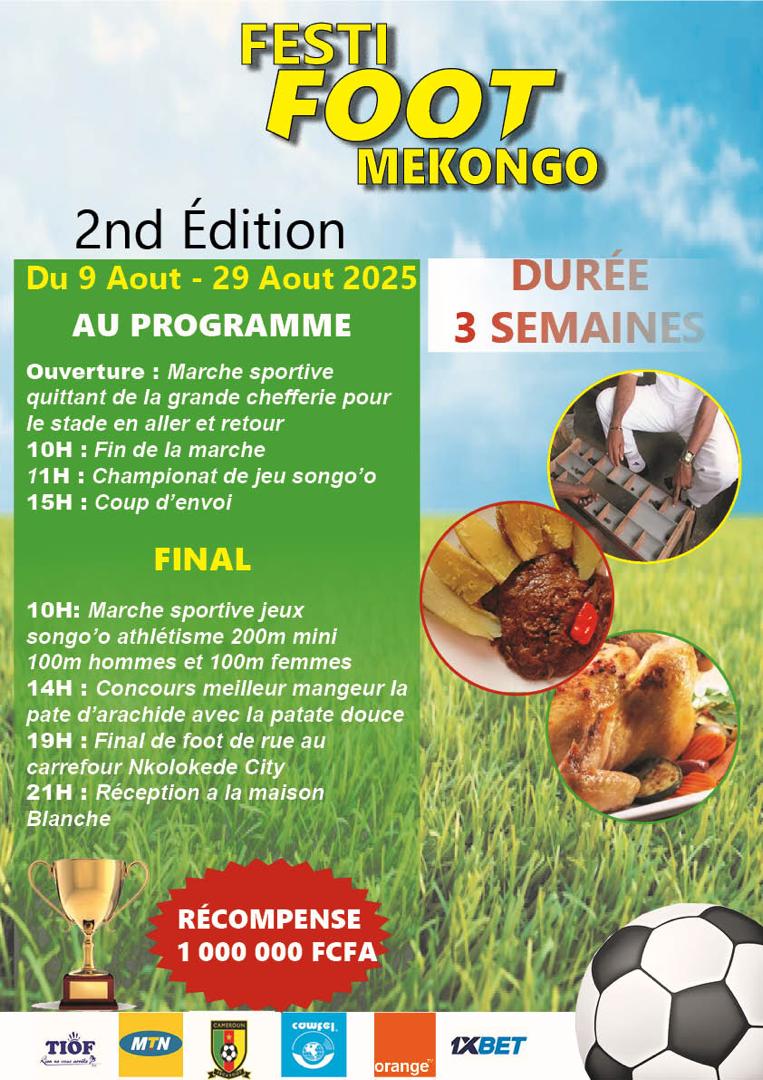 FESTI
FOOT
MEKONGO
2nd Édition
Du 9 Aout - 29 Aout 2025
DURÉE
3 SEMAINES
AU PROGRAMME
Ouverture : Marche sportive
quittant de la grande chefferie pour
le stade en aller et retour
10H : Fin de la marche
11H : Championat de jeu songo’o
15H : Coup d’envoi
FINAL
10H: Marche sportive jeux
songo’o athlétisme 200m mini
100m hommes et 100m femmes
14H : Concours meilleur mangeur la
pate d’arachide avec la patate douce
19H : Final de foot de rue au
carrefour Nkolokede City
21H : Réception a la maison
Blanche
RÉCOMPENSE
1 000 000 FCFA
TIOF
MTN
CAMEROUN
orange
1XBET